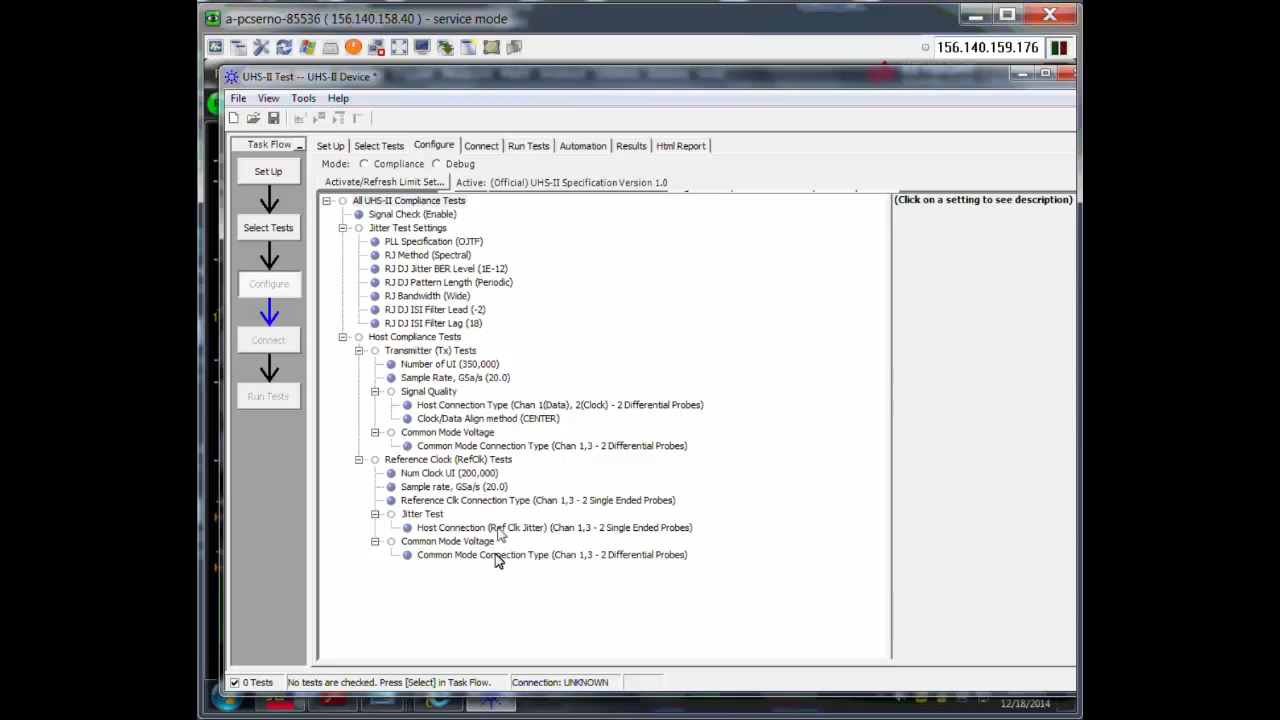 a-pcserno-85536 ( 156.140.158.40 ) - service mode
156.140.159.176
UHS-II Test -- UHS-II Device *
File View Tools Help
Task Flow
Set Up Select Tests Configure Connect Run Tests Automation Results Html Report
Mode: Compliance Debug
Set Up
Activate/Refresh Limit Set... Active: (Official) UHS-II Specification Version 1.0
All UHS-II Compliance Tests
(Click on a setting to see description)
Signal Check (Enable)
Select Tests
Jitter Test Settings
PLL Specification (OJTF)
RJ Method (Spectral)
RJ DJ Jitter BER Level (1E-12)
Configure
RJ DJ Pattern Length (Periodic)
RJ Bandwidth (Wide)
RJ DJ ISI Filter Lead (-2)
RJ DJ ISI Filter Lag (18)
Connect
Host Compliance Tests
Transmitter (Tx) Tests
Number of UI (350,000)
Sample Rate, GSa/s (20.0)
Signal Quality
Run Tests
Host Connection Type (Chan 1(Data), 2(Clock) - 2 Differential Probes)
Clock/Data Align method (CENTER)
Common Mode Voltage
Common Mode Connection Type (Chan 1,3 - 2 Differential Probes)
Reference Clock (RefClk) Tests
Num Clock UI (200,000)
Sample rate, GSa/s (20.0)
Reference Clk Connection Type (Chan 1,3 - 2 Single Ended Probes)
Jitter Test
Host Connection (Ref Clk Jitter) (Chan 1,3 - 2 Single Ended Probes)
Common Mode Voltage
Common Mode Connection Type (Chan 1,3 - 2 Differential Probes)
0 Tests No tests are checked. Press [Select] in Task Flow. Connection: UNKNOWN
12/18/2014